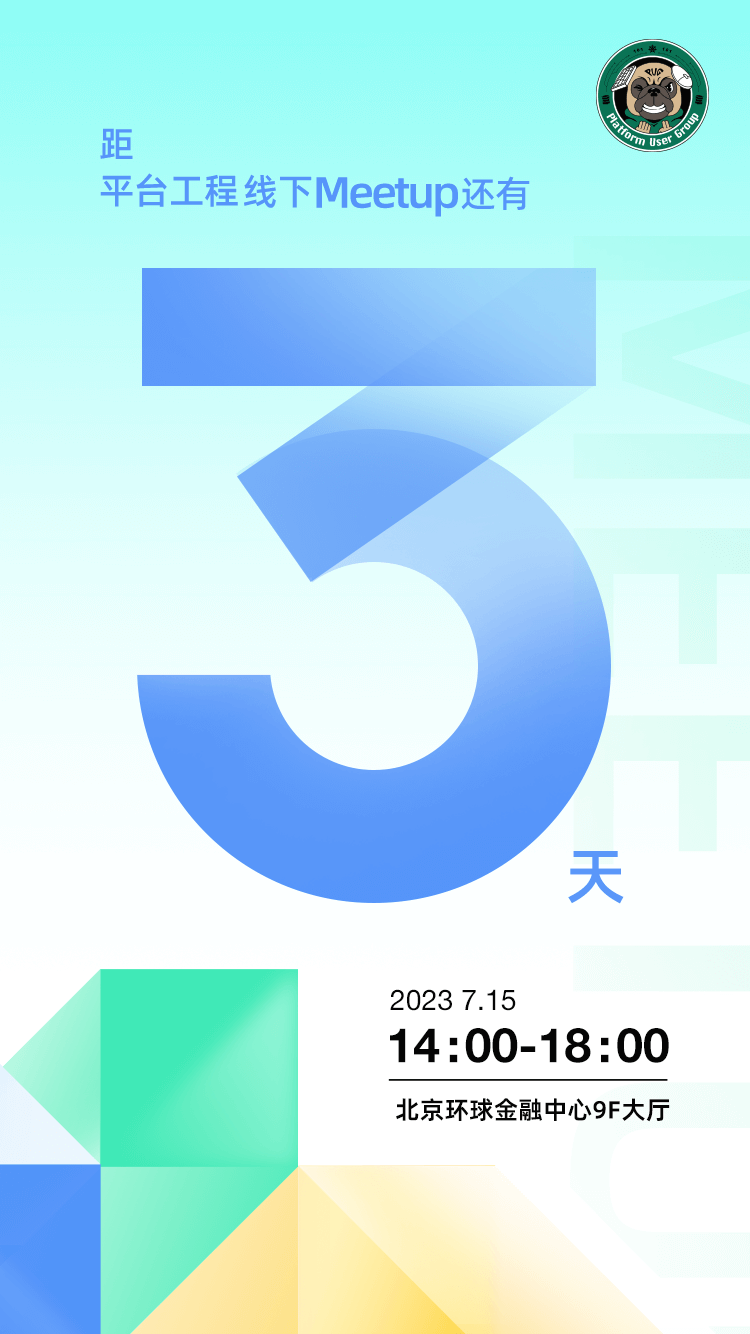 PUG
Platform User Group
距
平台工程线下Meetup还有
3
天
2023 7.15
14:00-18:00
北京环球金融中心9F大厅
MEETU